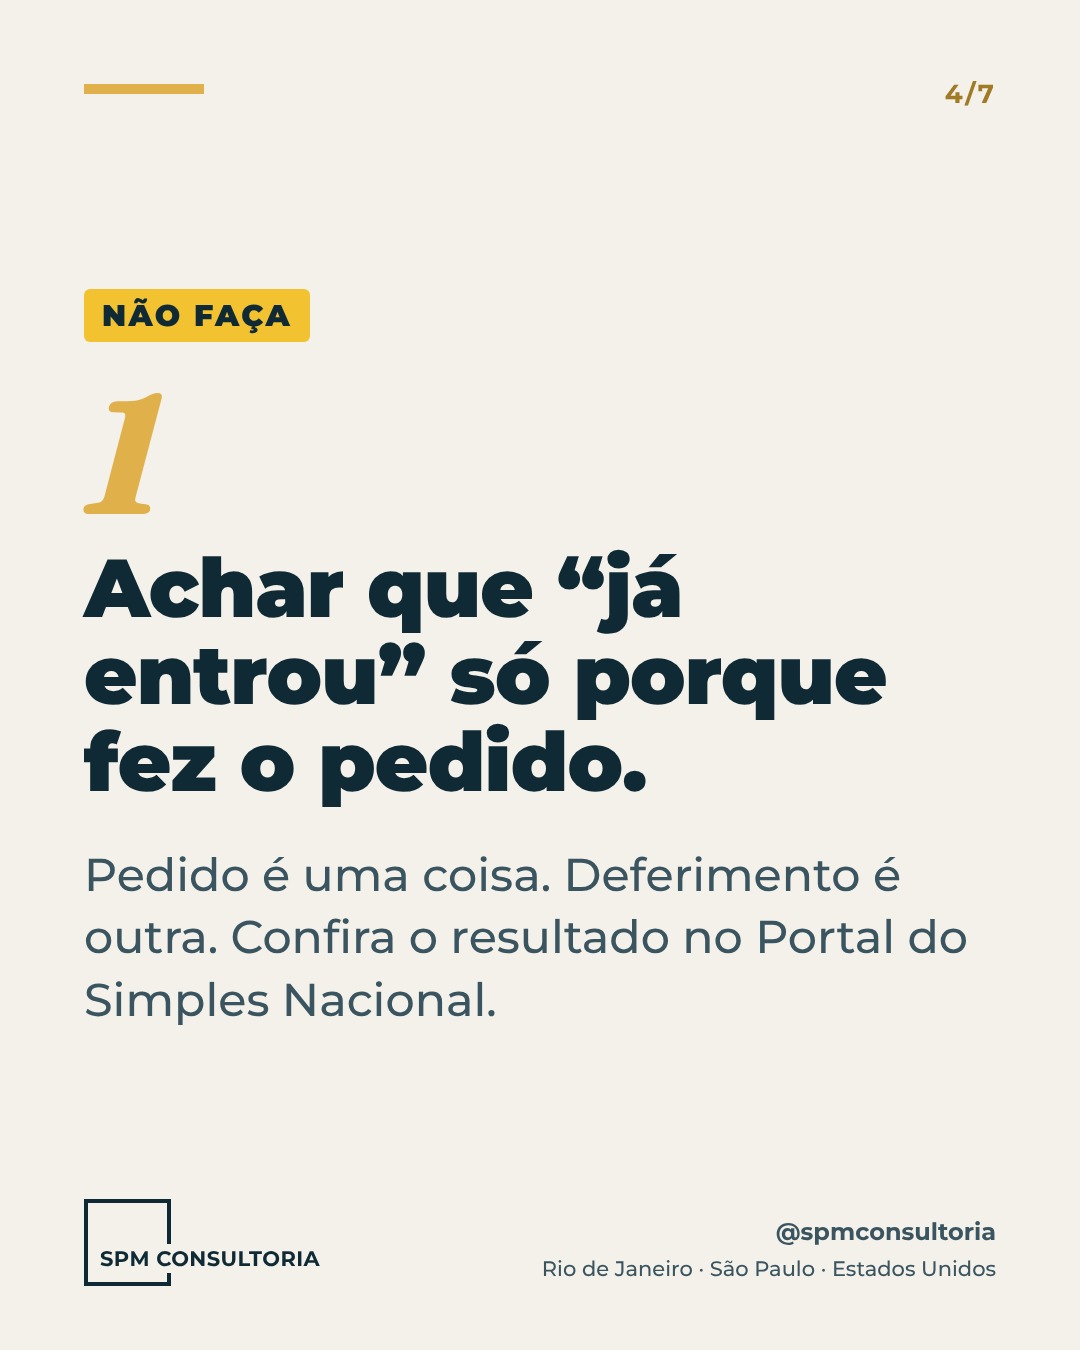 4/7
NÃO FAÇA
1
Achar que “já
entrou” só porque
fez o pedido.
Pedido é uma coisa. Deferimento é
outra. Confira o resultado no Portal do
Simples Nacional.
SPM CONSULTORIA
@spmconsultoria
Rio de Janeiro · São Paulo · Estados Unidos